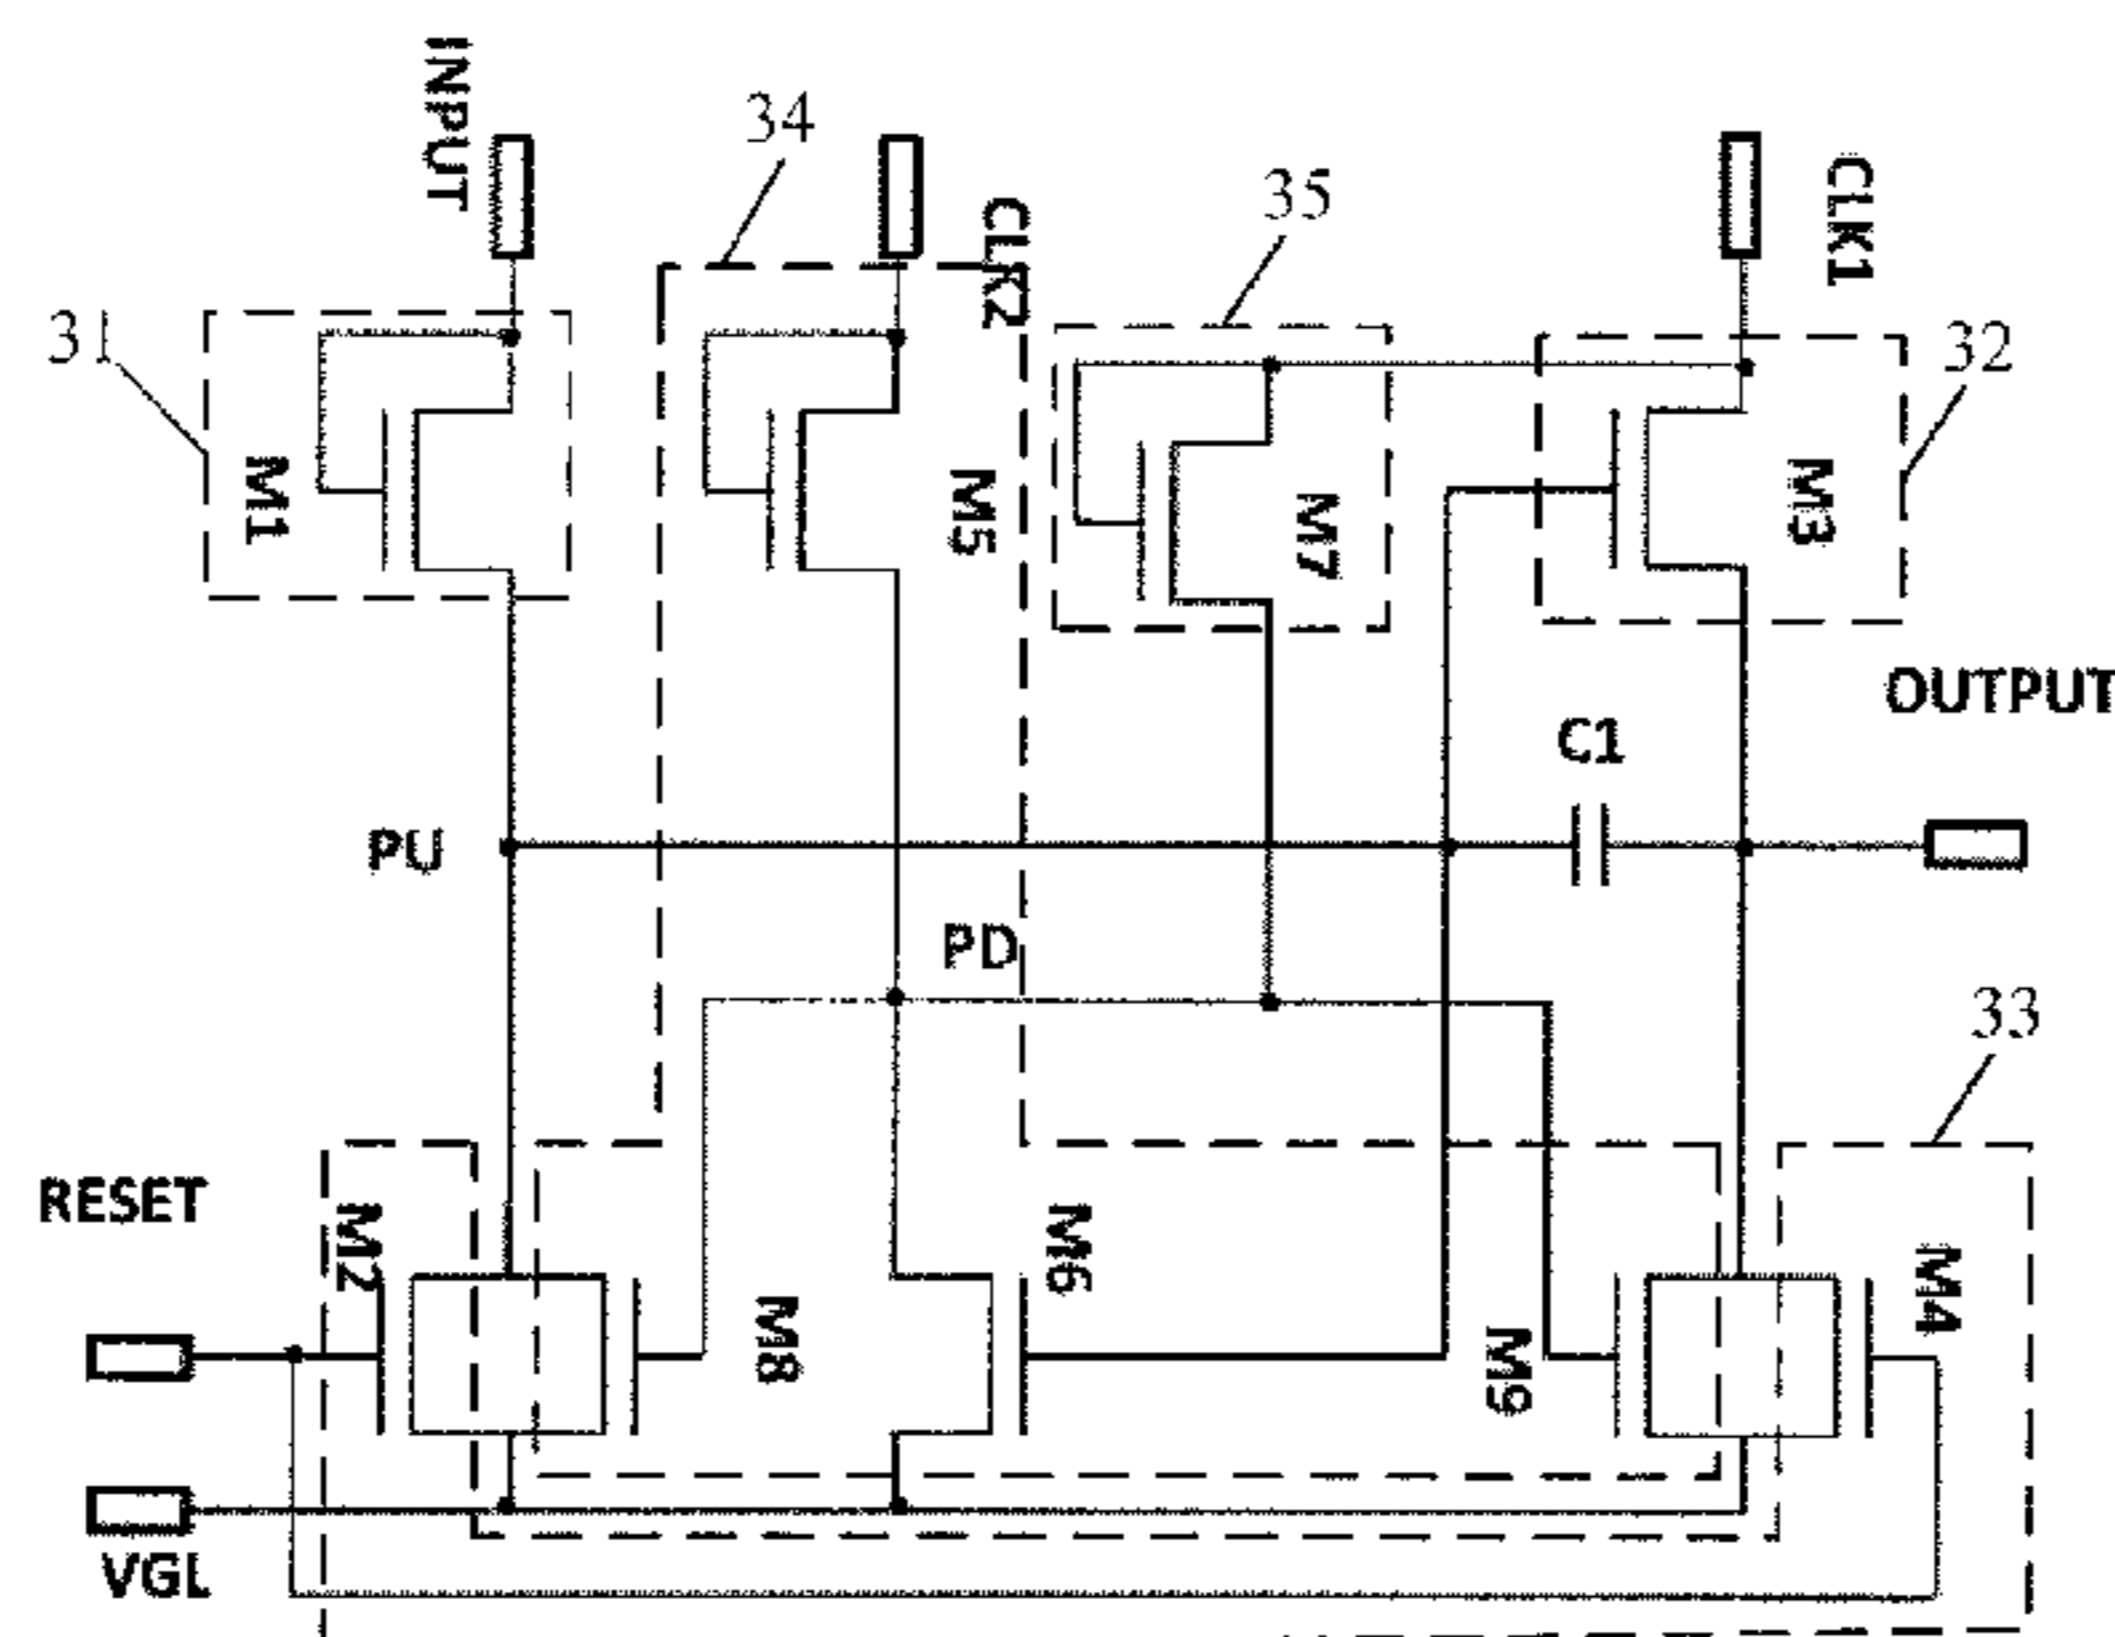 INPUT
34
35
CLK2
CLK1
31
32
M1
M5
M7
M3
OUTPUT
C1
PU
PD
33
RESET
M2
M6
M4
M8
M9
VGL